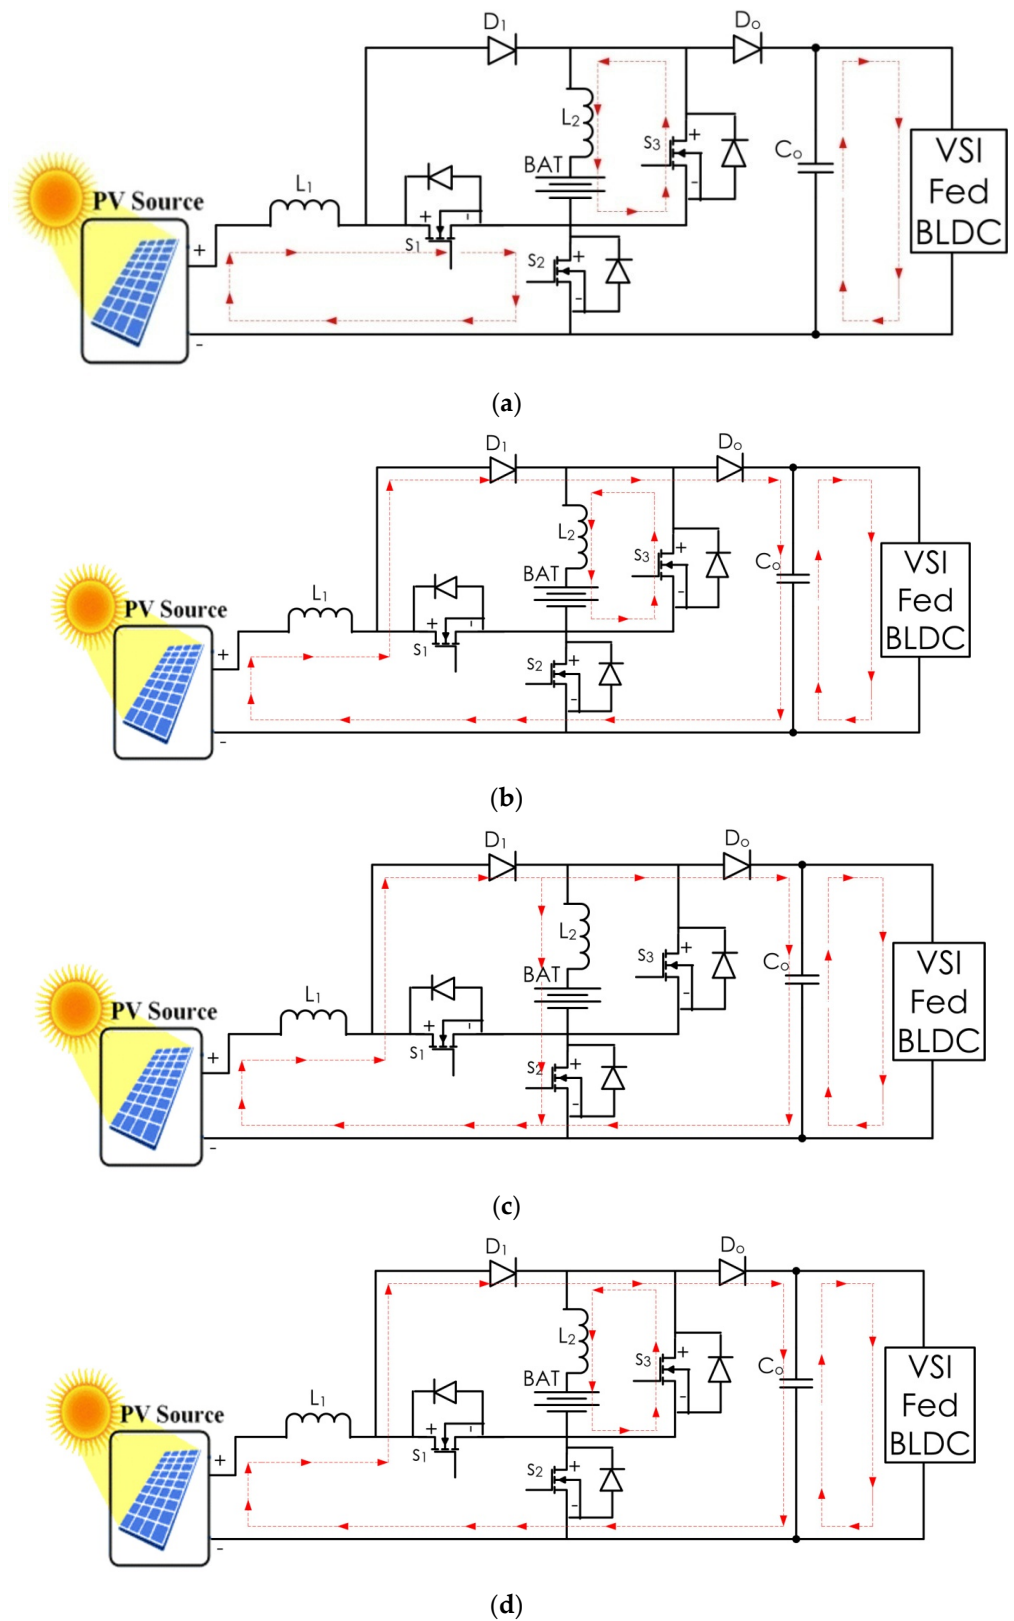 D1 Do
L2 S3 + Co VSI
BAT Fed
PV Source L1 - BLDC
+ + -
S1 S2 +
-
-
(a)
D1 Do
L2 S3 + Co VSI
BAT Fed
PV Source L1 - BLDC
+ + -
S1 S2 +
-
-
(b)
D1 Do
L2 S3 + Co VSI
BAT Fed
PV Source L1 - BLDC
+ + -
S1 S2 +
-
-
(c)
D1 Do
L2 S3 + Co VSI
BAT Fed
PV Source L1 - BLDC
+ + -
S1 S2 +
-
-
(d)